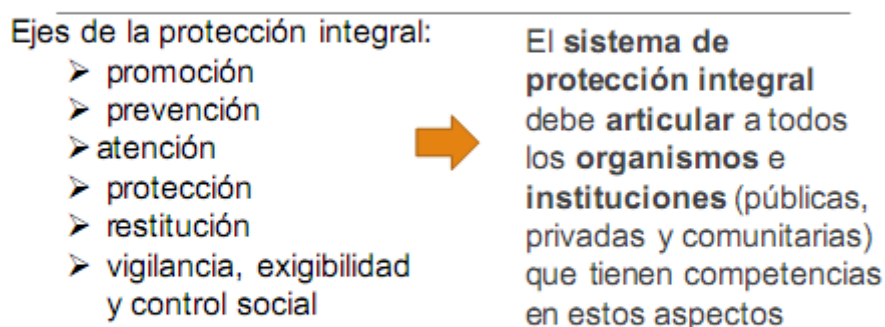 Ejes de la protección integral:
➢ promoción
➢ prevención
➢ atención
➢ protección
➢ restitución
➢ vigilancia, exigibilidad
y control social
El sistema de
protección integral
debe articular a todos
los organismos e
instituciones (públicas,
privadas y comunitarias)
que tienen competencias
en estos aspectos